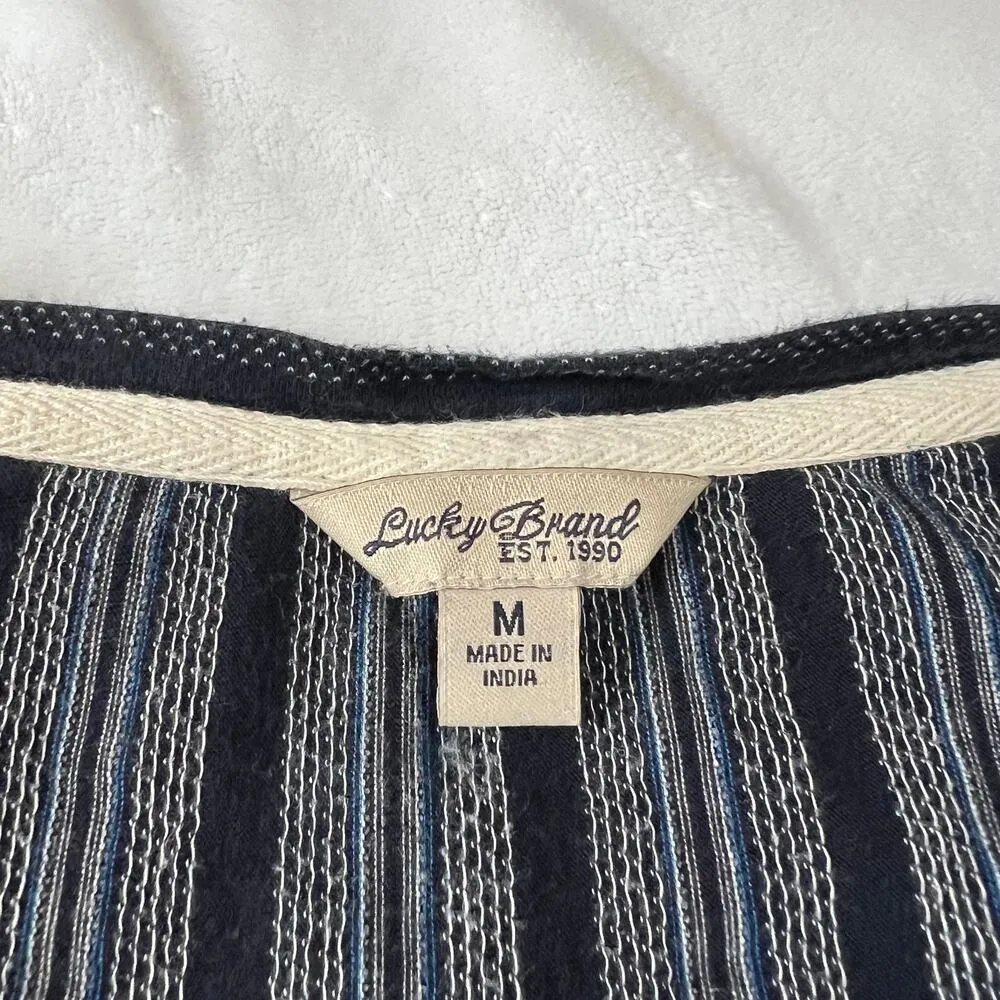 Lucky Brand
EST. 1990
M
MADE IN
INDIA